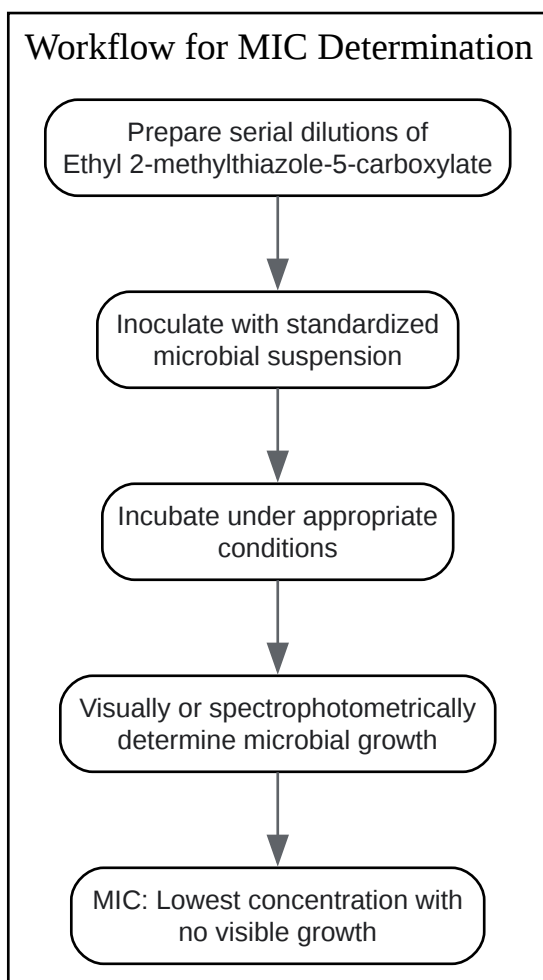 Workflow for MIC Determination
Prepare serial dilutions of
Ethyl 2-methylthiazole-5-carboxylate
Inoculate with standardized
microbial suspension
Incubate under appropriate
conditions
Visually or spectrophotometrically
determine microbial growth
MIC: Lowest concentration with
no visible growth